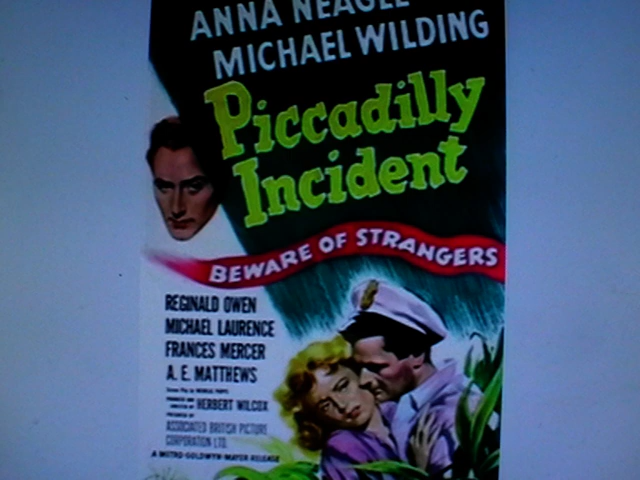 ANNA NEAGLE
MICHAEL WILDING
Piccadilly
Incident
BEWARE OF STRANGERS
REGINALD OWEN
MICHAEL LAURENCE
FRANCES MERCER
A. E. MATTHEWS
HERBERT WILCOX
ASSOCIATED BRITISH PICTURE
CORPORATION LTD.
A METRO-GOLDWYN-MAYER RELEASE